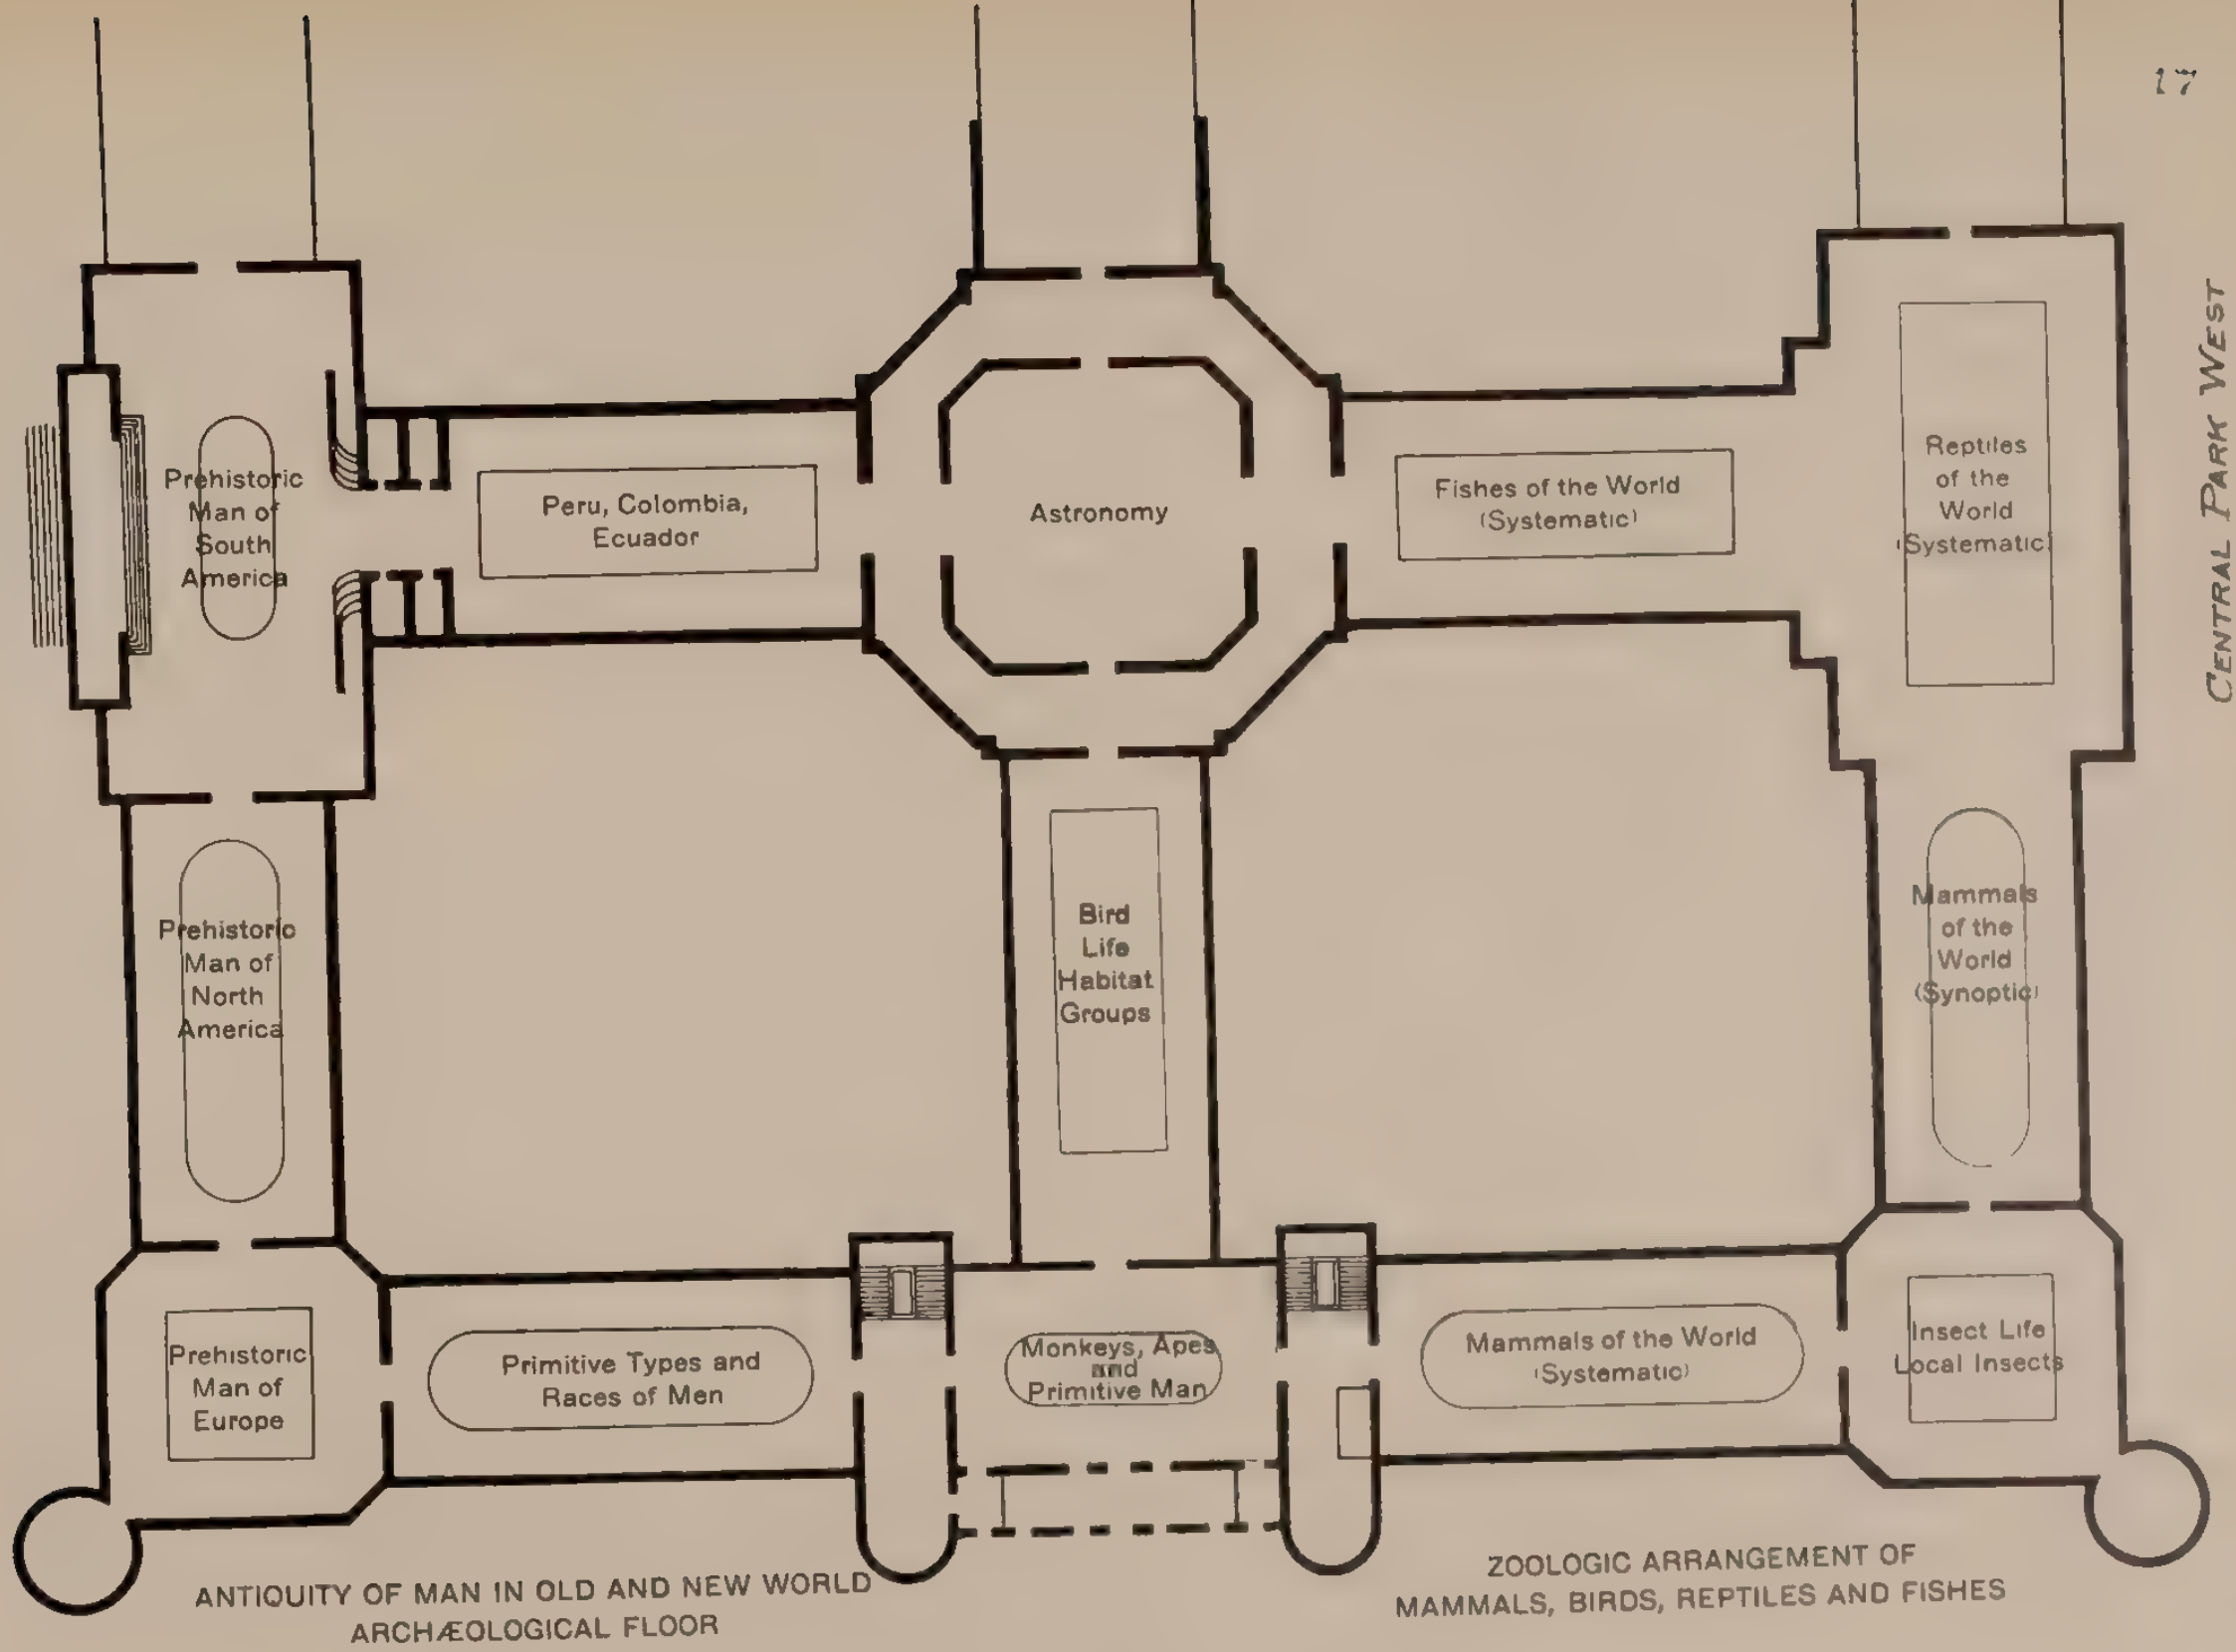 17
CENTRAL PARK WEST
Prehistoric
Man of
South
America
Peru, Colombia,
Ecuador
Astronomy
Fishes of the World
(Systematic)
Reptiles
of the
World
(Systematic)
Prehistoric
Man of
North
America
Bird
Life
Habitat
Groups
Mammals
of the
World
(Synoptic)
Prehistoric
Man of
Europe
Primitive Types and
Races of Men
Monkeys, Apes
and
Primitive Man
Mammals of the World
(Systematic)
Insect Life
Local Insects
ANTIQUITY OF MAN IN OLD AND NEW WORLD
ARCHÆOLOGICAL FLOOR
ZOOLOGIC ARRANGEMENT OF
MAMMALS, BIRDS, REPTILES AND FISHES